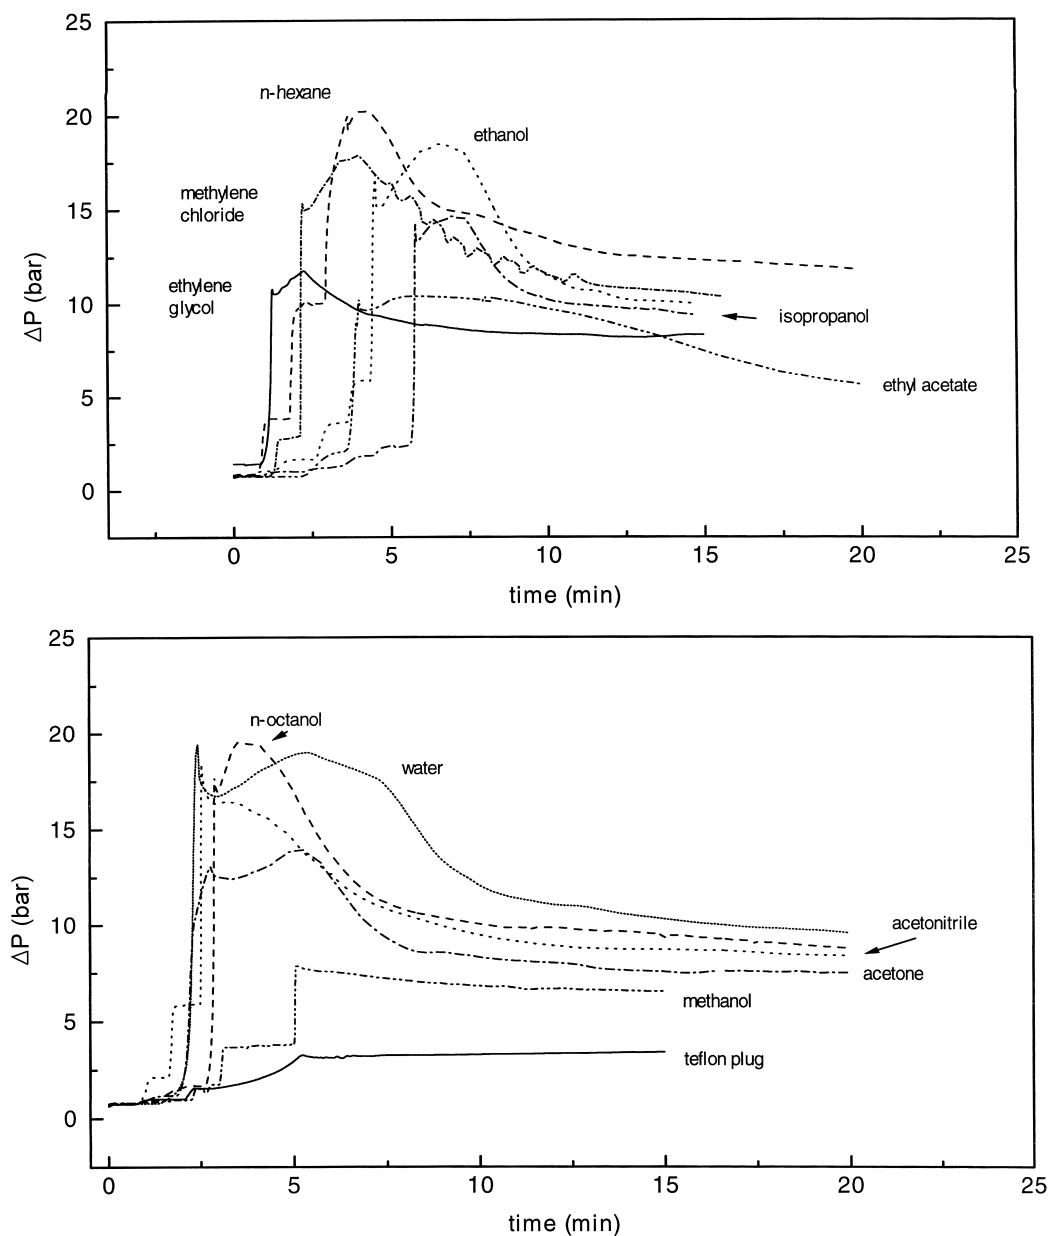 25
n-hexane
20
ethanol
methylene
chloride
15
ethylene
glycol
ΔP (bar)
10
isopropanol
5
ethyl acetate
0
0 5 10 15 20 25
time (min)
25
n-octanol
20
water
15
ΔP (bar)
10
acetonitrile
acetone
methanol
5
teflon plug
0
0 5 10 15 20 25
time (min)